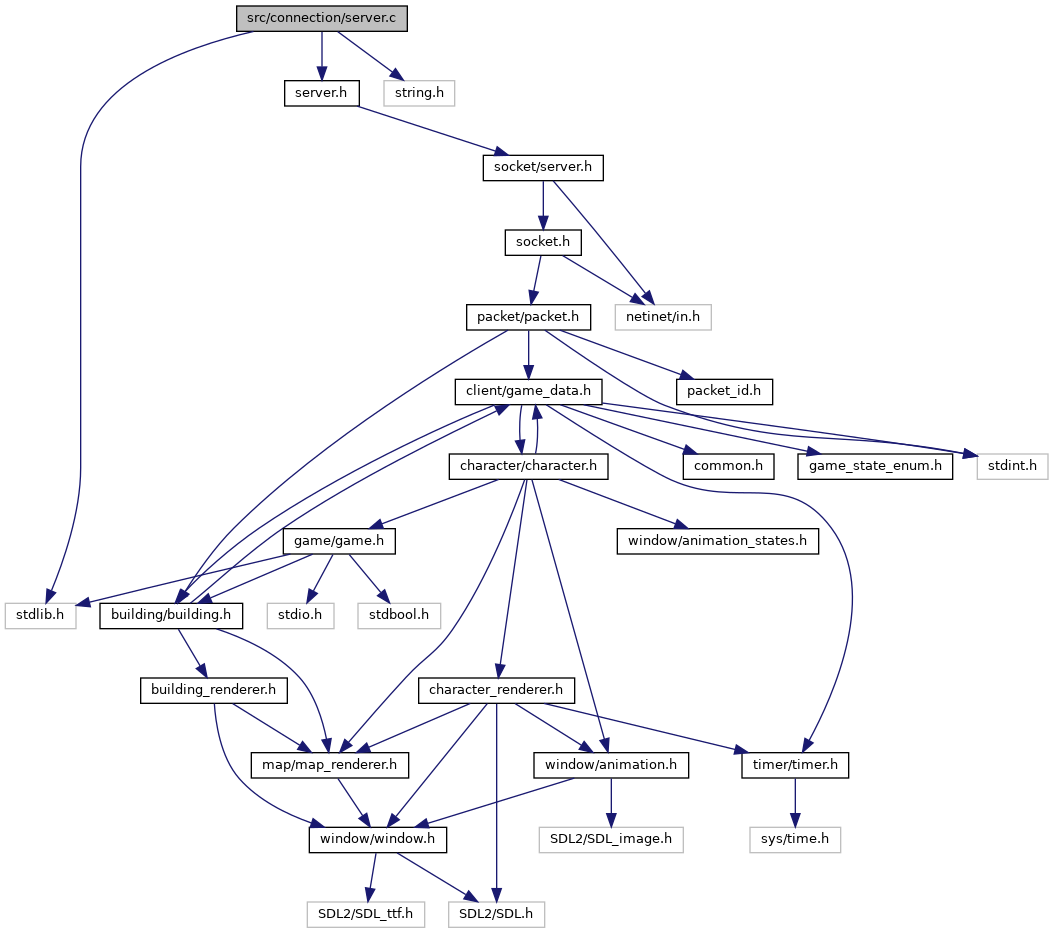 src/connection/server.c
server.h
string.h
socket/server.h
socket.h
packet/packet.h
netinet/in.h
client/game_data.h
packet_id.h
character/character.h
common.h
game_state_enum.h
stdint.h
game/game.h
window/animation_states.h
stdlib.h
building/building.h
stdio.h
stdbool.h
building_renderer.h
character_renderer.h
map/map_renderer.h
window/animation.h
timer/timer.h
window/window.h
SDL2/SDL_image.h
sys/time.h
SDL2/SDL_ttf.h
SDL2/SDL.h